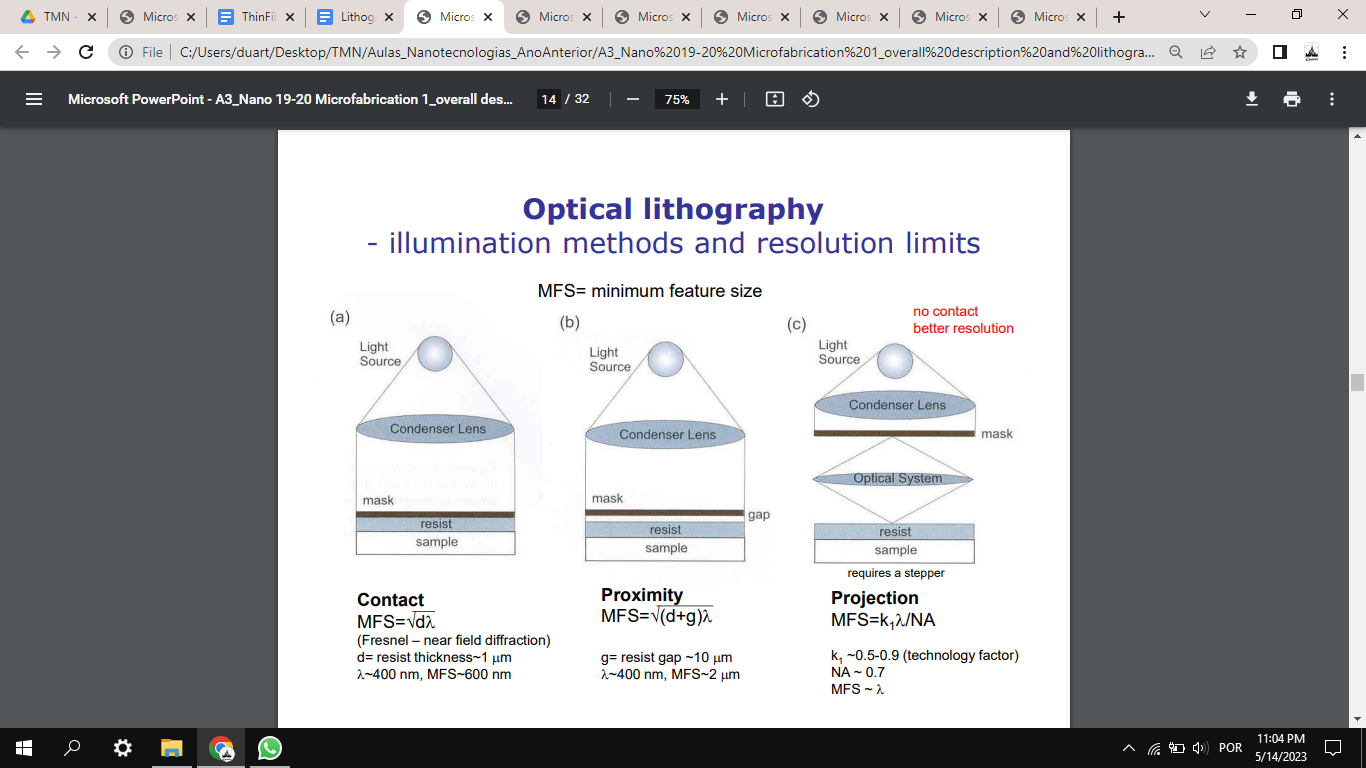 TMN -
Micros
ThinFi
Lithog
Micros
Micros
Micros
Micros
Micros
Micros
Micros
File
C:/Users/duart/Desktop/TMN/Aulas_Nanotecnologias_AnoAnterior/A3_Nano%2019-20%20Microfabrication%201_overall%20description%20and%20lithogra...
Microsoft PowerPoint - A3_Nano 19-20 Microfabrication 1_overall des...
14 / 32
75%
Optical lithography
- illumination methods and resolution limits
MFS= minimum feature size
(a)
Light
Source
Condenser Lens
mask
resist
sample
Contact
MFS=√dλ
(Fresnel – near field diffraction)
d= resist thickness~1 μm
λ~400 nm, MFS~600 nm
(b)
Light
Source
Condenser Lens
mask
gap
resist
sample
Proximity
MFS=√(d+g)λ
g= resist gap ~10 μm
λ~400 nm, MFS~2 μm
(c)
no contact
better resolution
Light
Source
Condenser Lens
mask
Optical System
resist
sample
requires a stepper
Projection
MFS=k₁λ/NA
k₁ ~0.5-0.9 (technology factor)
NA ~ 0.7
MFS ~ λ
POR
11:04 PM
5/14/2023